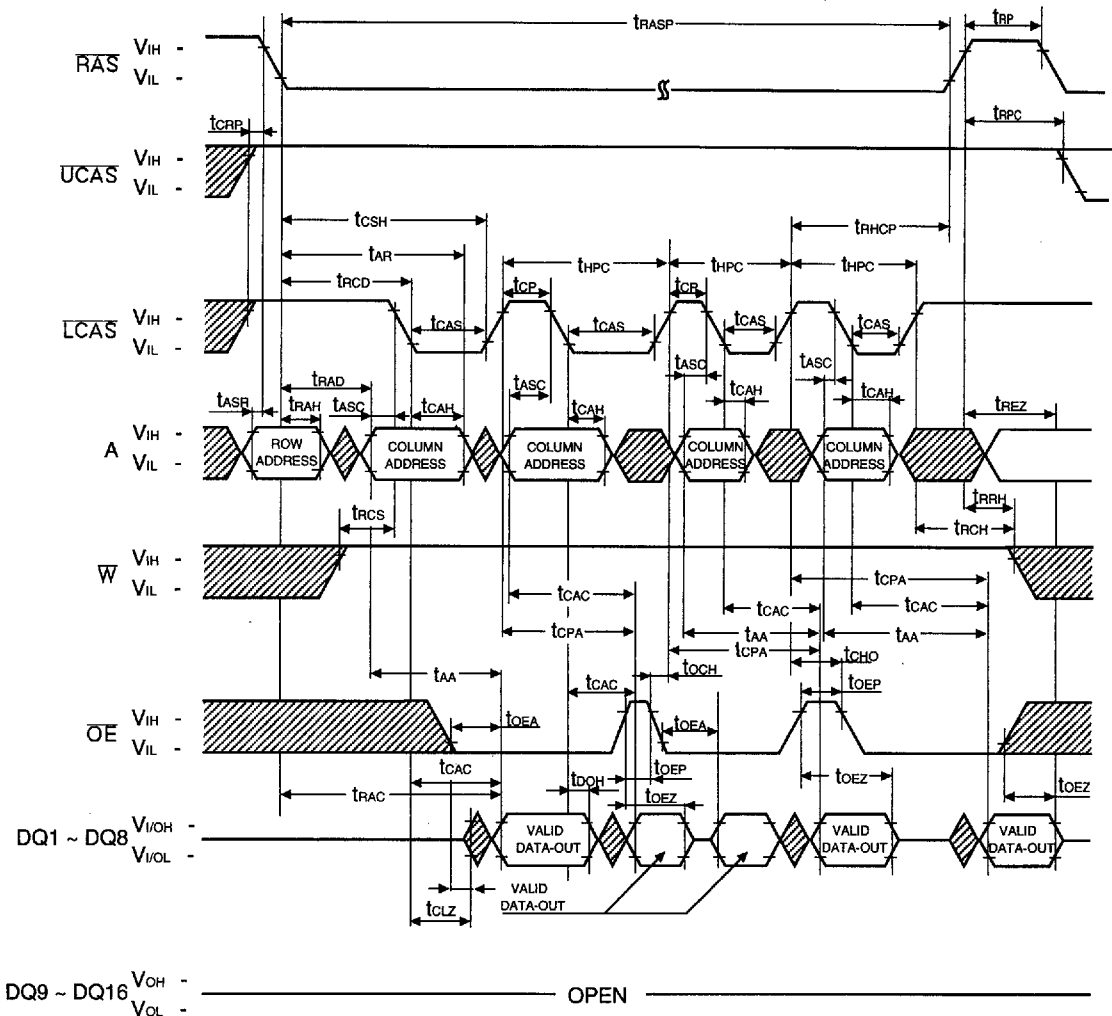 tRASP
tRP
RAS
VIH -
VIL -
tCRP
tRPC
UCAS
VIH -
VIL -
tCSH
tRHCP
tAR
tHPC
tHPC
tHPC
tRCD
tCP
tCP
LCAS
VIH -
VIL -
tCAS
tCAS
tCAS
tCAS
tASC
tASC
tRAD
tASC
tASR
tRAH
tASC
tCAH
tCAH
tCAH
tCAH
tREZ
A
VIH -
VIL -
ROW ADDRESS
COLUMN ADDRESS
COLUMN ADDRESS
COLUMN ADDRESS
COLUMN ADDRESS
tRRH
tRCS
tRCH
W
VIH -
VIL -
tCPA
tCAC
tCAC
tCAC
tCPA
tAA
tAA
tCPA
tCHO
tOCH
tAA
tCAC
tOEP
OE
VIH -
VIL -
tOEA
tOEA
tCAC
tOEP
tOEZ
tDOH
tRAC
tOEZ
tOEZ
DQ1 ~ DQ8
VI/OH -
VI/OL -
VALID DATA-OUT
VALID DATA-OUT
VALID DATA-OUT
VALID
DATA-OUT
tCLZ
DQ9 ~ DQ16
VOH -
VOL -
OPEN